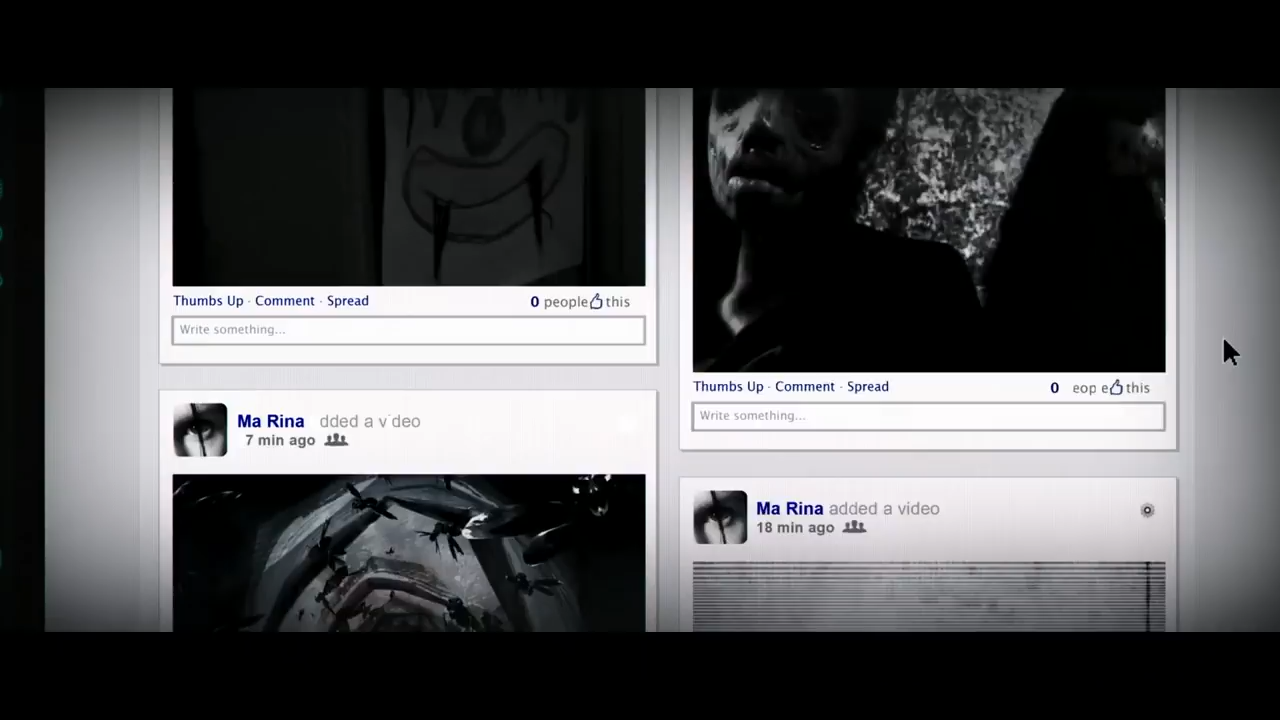 Thumbs Up · Comment · Spread 0 people this
Write something...
Ma Rina dded a v deo
7 min ago
Thumbs Up · Comment · Spread 0 eop e this
Write something...
Ma Rina added a video
18 min ago